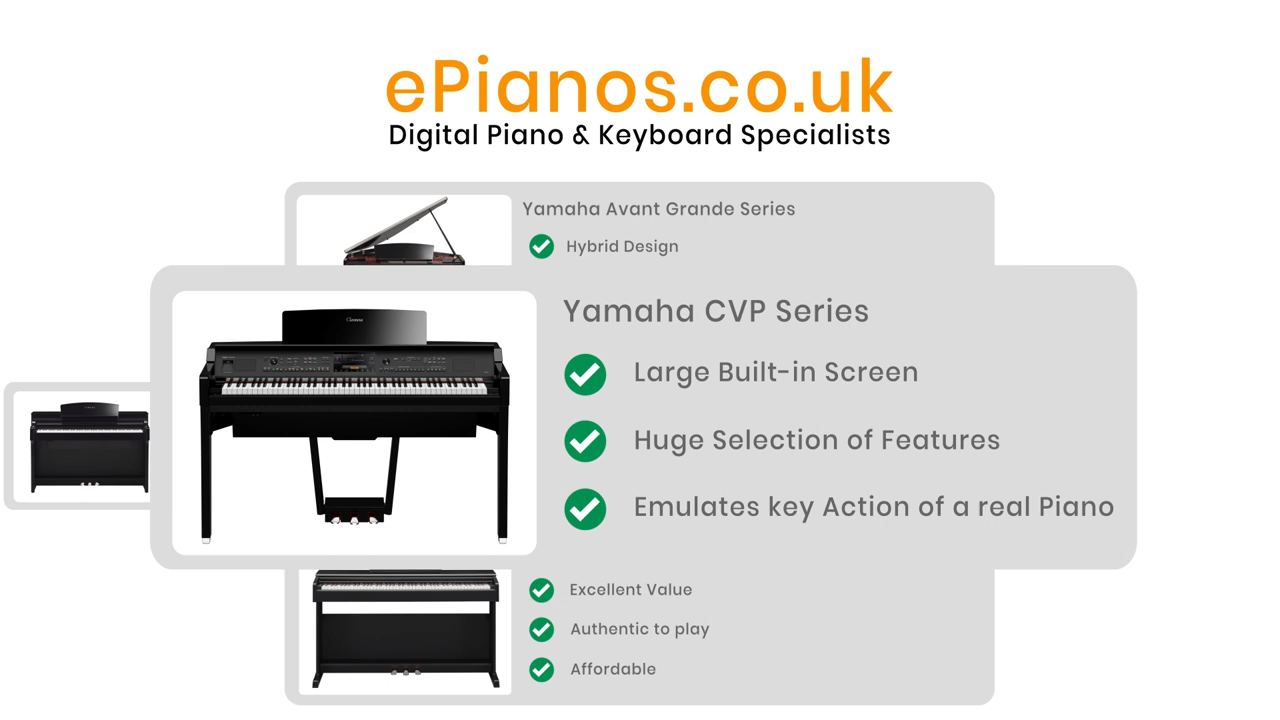 ePianos.co.uk
Digital Piano & Keyboard Specialists
Yamaha Avant Grande Series
Hybrid Design
Yamaha CVP Series
Large Built-in Screen
Huge Selection of Features
Emulates key Action of a real Piano
Excellent Value
Authentic to play
Affordable